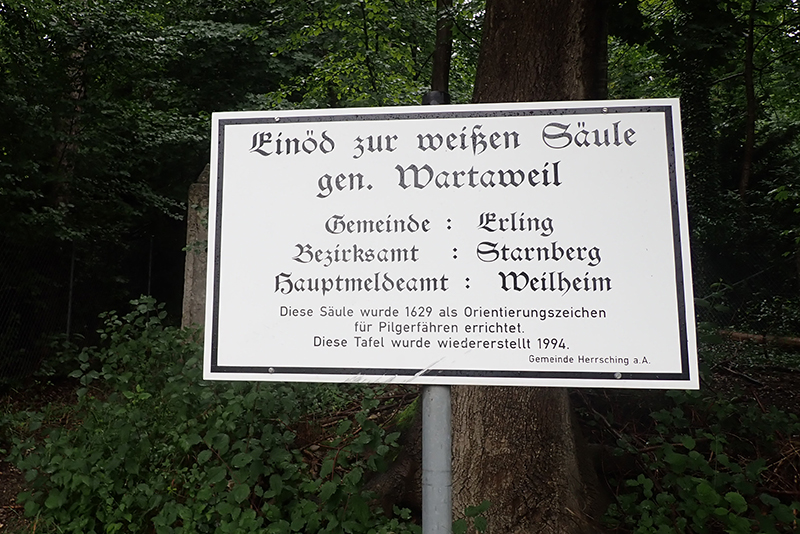 Einöd zur weißen Säule
gen. Wartaweil
Gemeinde : Erling
Bezirksamt : Starnberg
Hauptmeldeamt : Weilheim
Diese Säule wurde 1629 als Orientierungszeichen
für Pilgerfähren errichtet.
Diese Tafel wurde wiedererstellt 1994.
Gemeinde Herrsching a.A.